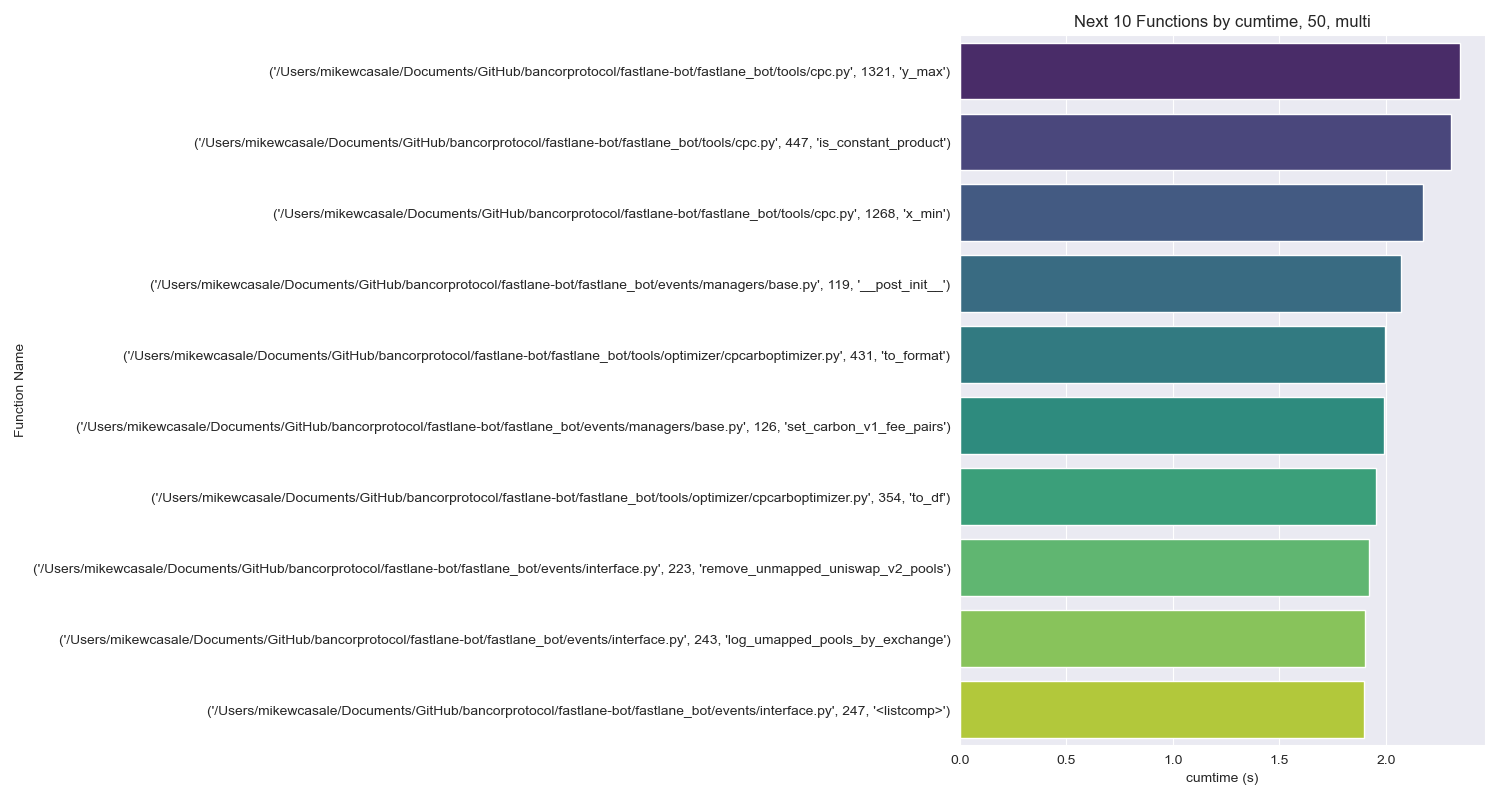 Next 10 Functions by cumtime, 50, multi
('/Users/mikewcasale/Documents/GitHub/bancorprotocol/fastlane-bot/fastlane_bot/tools/cpc.py', 1321, 'y_max')
('/Users/mikewcasale/Documents/GitHub/bancorprotocol/fastlane-bot/fastlane_bot/tools/cpc.py', 447, 'is_constant_product')
('/Users/mikewcasale/Documents/GitHub/bancorprotocol/fastlane-bot/fastlane_bot/tools/cpc.py', 1268, 'x_min')
('/Users/mikewcasale/Documents/GitHub/bancorprotocol/fastlane-bot/fastlane_bot/events/managers/base.py', 119, '__post_init__')
('/Users/mikewcasale/Documents/GitHub/bancorprotocol/fastlane-bot/fastlane_bot/tools/optimizer/cpcarboptimizer.py', 431, 'to_format')
('/Users/mikewcasale/Documents/GitHub/bancorprotocol/fastlane-bot/fastlane_bot/events/managers/base.py', 126, 'set_carbon_v1_fee_pairs')
('/Users/mikewcasale/Documents/GitHub/bancorprotocol/fastlane-bot/fastlane_bot/tools/optimizer/cpcarboptimizer.py', 354, 'to_df')
('/Users/mikewcasale/Documents/GitHub/bancorprotocol/fastlane-bot/fastlane_bot/events/interface.py', 223, 'remove_unmapped_uniswap_v2_pools')
('/Users/mikewcasale/Documents/GitHub/bancorprotocol/fastlane-bot/fastlane_bot/events/interface.py', 243, 'log_umapped_pools_by_exchange')
('/Users/mikewcasale/Documents/GitHub/bancorprotocol/fastlane-bot/fastlane_bot/events/interface.py', 247, '<listcomp>')
Function Name
0.0 0.5 1.0 1.5 2.0
cumtime (s)